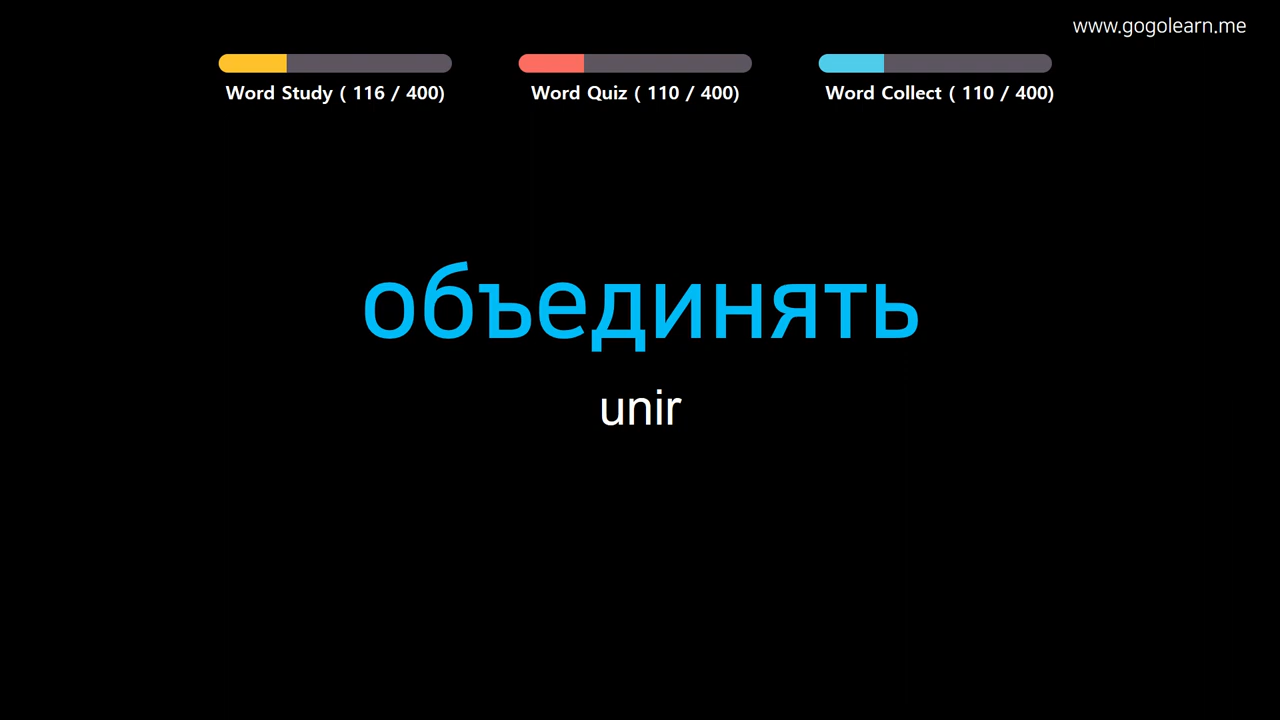 www.gogolearn.me
Word Study ( 116 / 400)
Word Quiz ( 110 / 400)
Word Collect ( 110 / 400)
объединять
unir